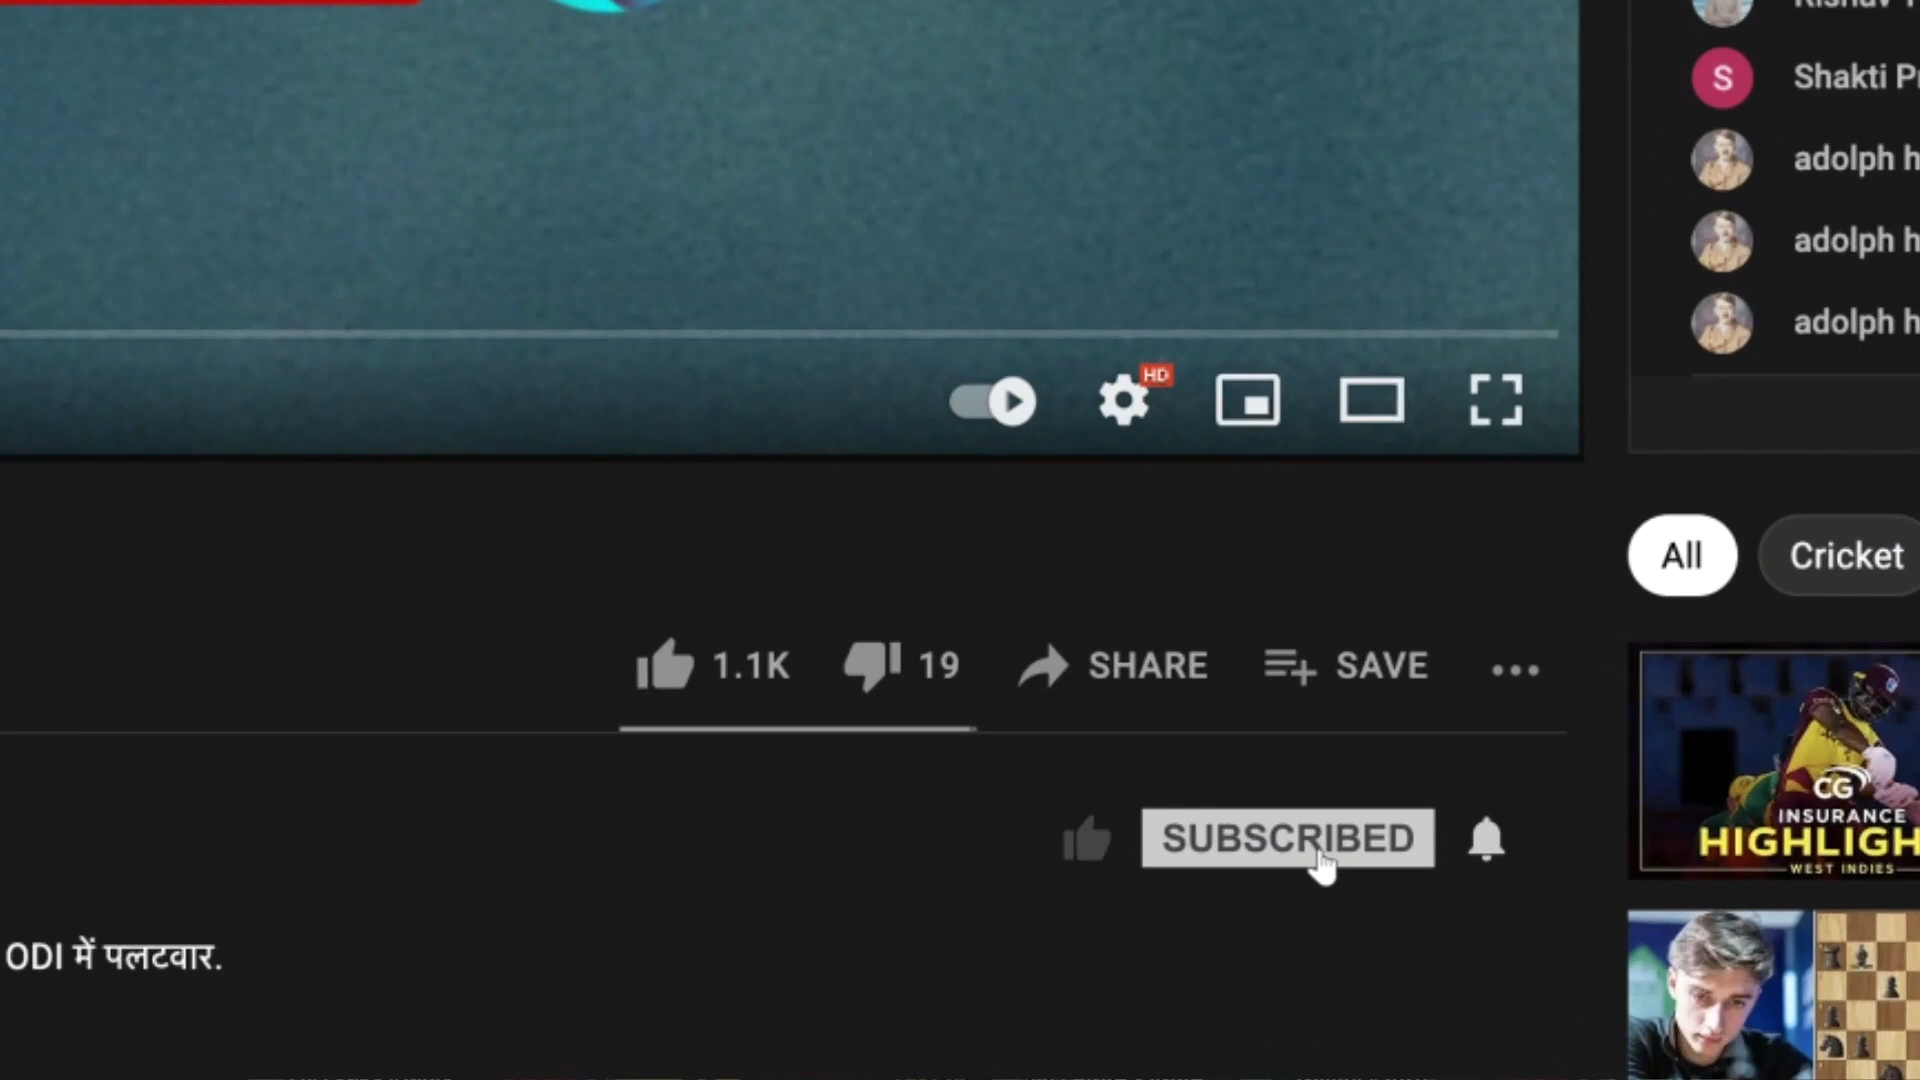 S
Shakti
adolph h
adolph h
adolph h
HD
All
Cricket
1.1K
19
SHARE
SAVE
SUBSCRIBED
CG
INSURANCE
HIGHLIGH
WEST INDIES
ODI में पलटवार.